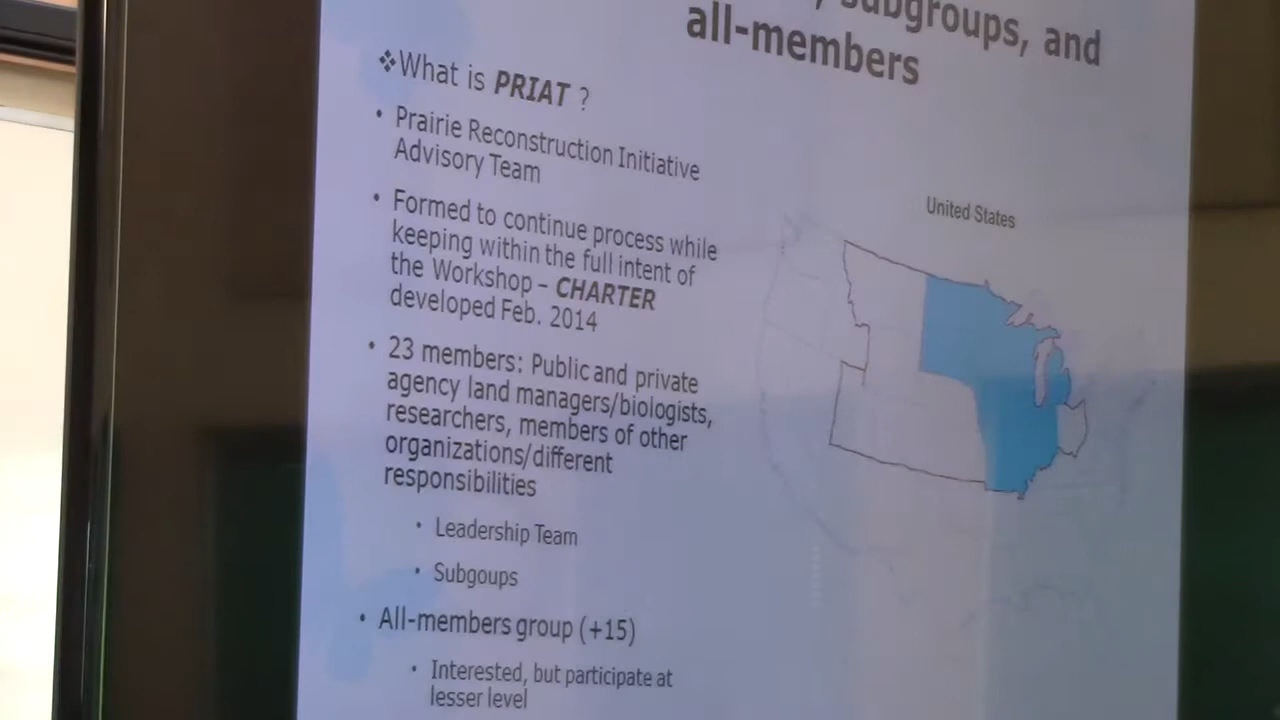 subgroups, and
all-members
❖What is PRIAT ?
• Prairie Reconstruction Initiative
Advisory Team
• Formed to continue process while
keeping within the full intent of
the Workshop – CHARTER
developed Feb. 2014
• 23 members: Public and private
agency land managers/biologists,
researchers, members of other
organizations/different
responsibilities
• Leadership Team
• Subgoups
• All-members group (+15)
• Interested, but participate at
lesser level
United States